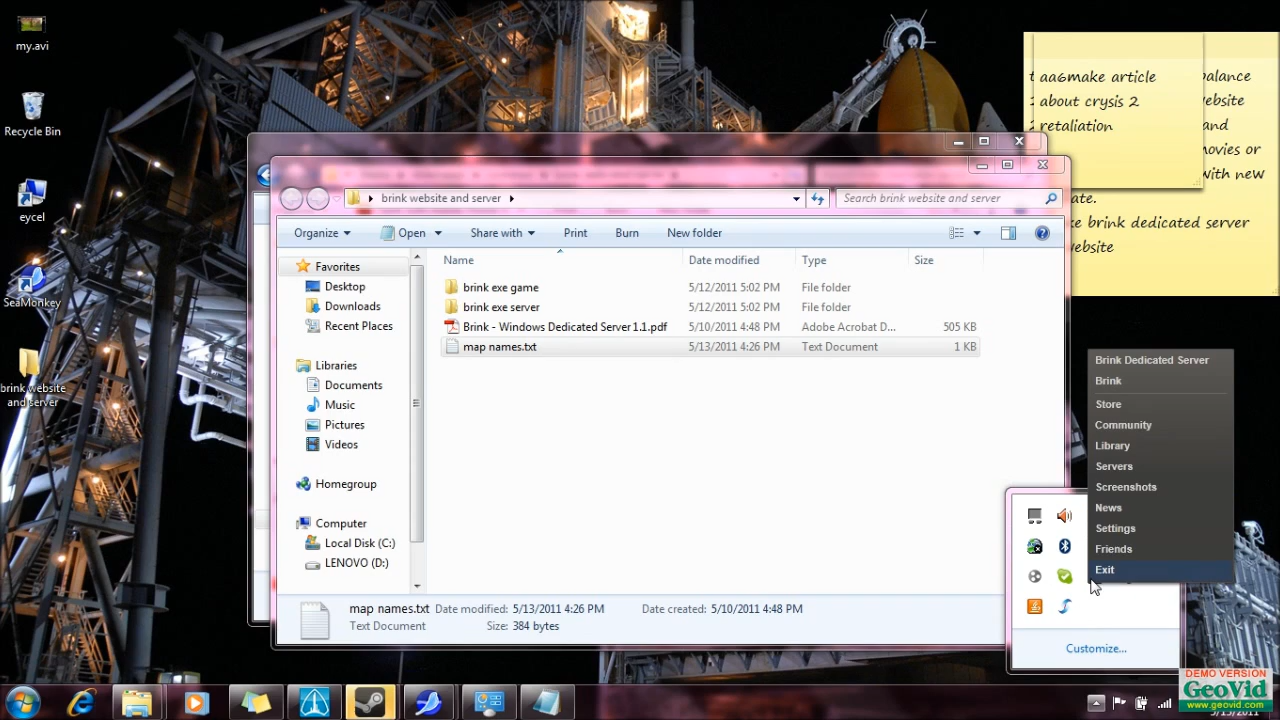 my.avi
Recycle Bin
eycel
SeaMonkey
brink website
and server
aa6make article
about crysis 2
retaliation
balance
website
and
movies or
with new
brink dedicated server
brink website and server
Search brink website and server
Organize
Open
Share with
Print
Burn
New folder
Favorites
Desktop
Downloads
Recent Places
Libraries
Documents
Music
Pictures
Videos
Homegroup
Computer
Local Disk (C:)
LENOVO (D:)
Name Date modified Type Size
brink exe game 5/12/2011 5:02 PM File folder
brink exe server 5/12/2011 5:02 PM File folder
Brink - Windows Dedicated Server 1.1.pdf 5/10/2011 4:48 PM Adobe Acrobat D... 505 KB
map names.txt 5/13/2011 4:26 PM Text Document 1 KB
map names.txt Date modified: 5/13/2011 4:26 PM Date created: 5/10/2011 4:48 PM
Text Document Size: 384 bytes
Brink Dedicated Server
Brink
Store
Community
Library
Servers
Screenshots
News
Settings
Friends
Exit
Customize...
DEMO VERSION
GeoVid
www.geovid.com